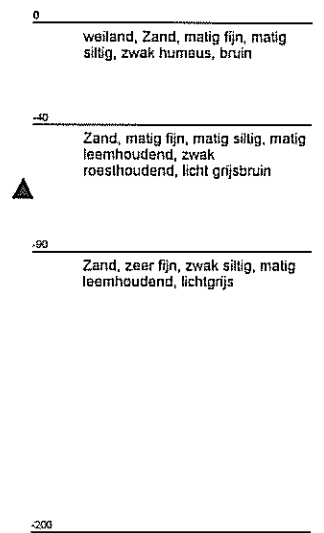 0
weiland, Zand, matig fijn, matig
siltig, zwak humeus, bruin
-40
Zand, matig fijn, matig siltig, matig
leemhoudend, zwak
roesthoudend, licht grijsbruin
-90
Zand, zeer fijn, zwak siltig, matig
leemhoudend, lichtgrijs
-200